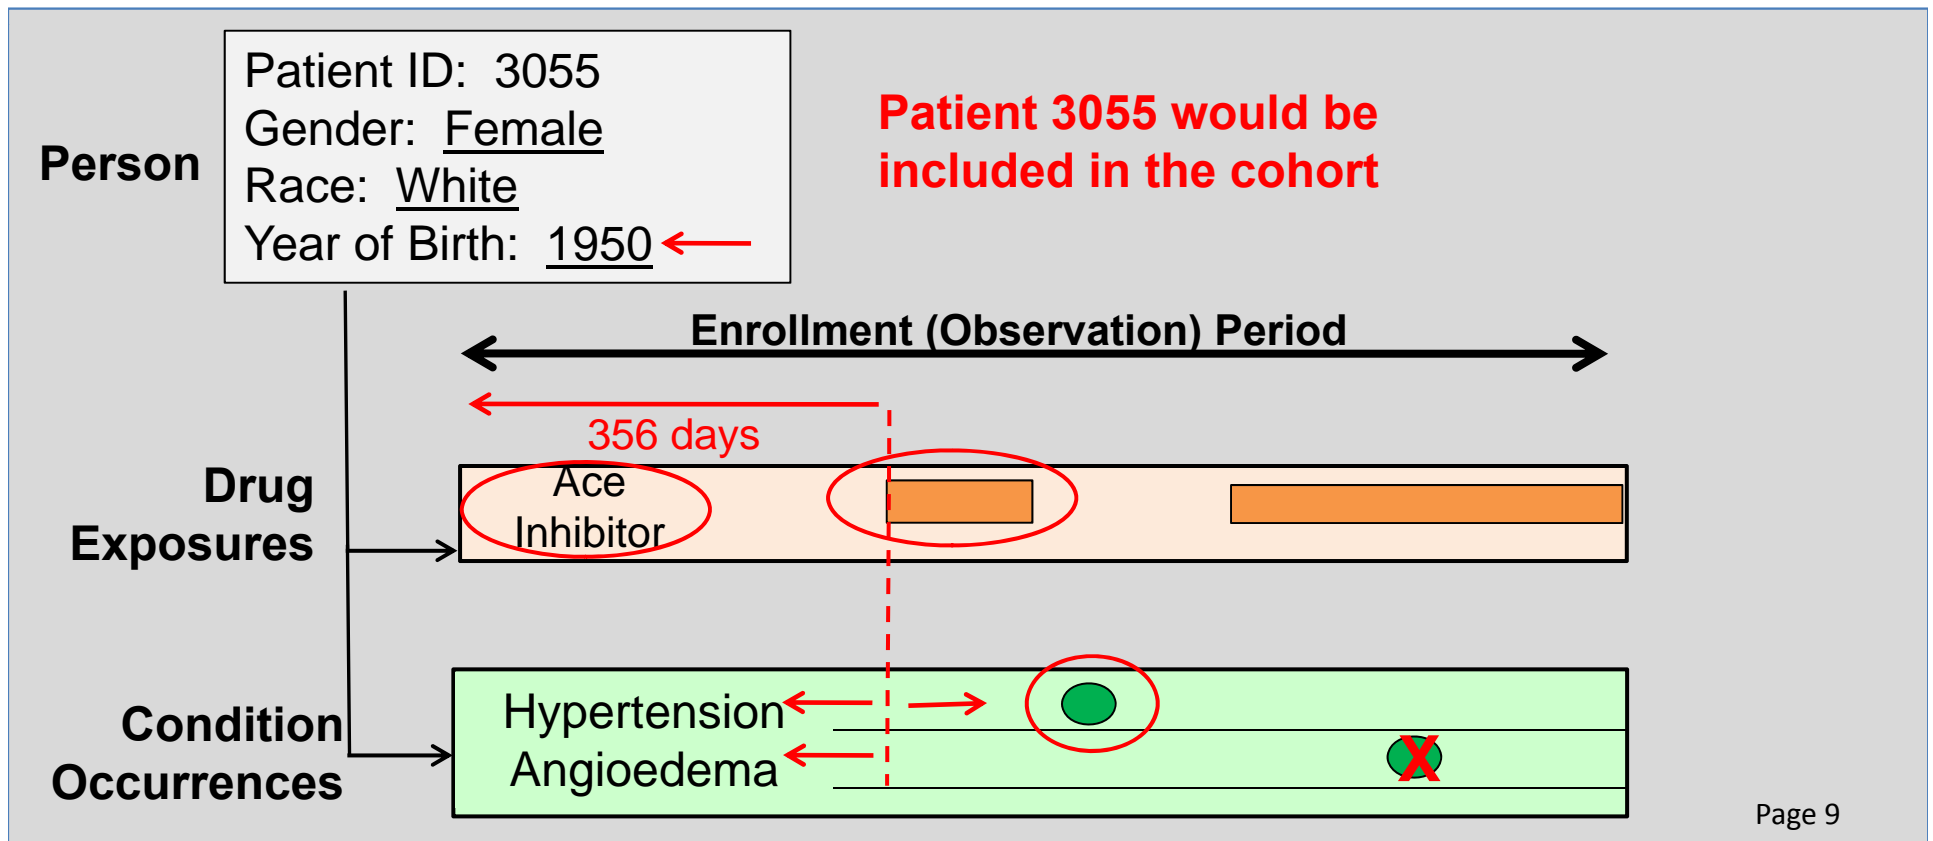 Person
Patient ID: 3055
Gender: Female
Race: White
Year of Birth: 1950
Patient 3055 would be
included in the cohort
Enrollment (Observation) Period
356 days
Drug
Exposures
Ace
Inhibitor
Condition
Occurrences
Hypertension
Angioedema
X
Page 9